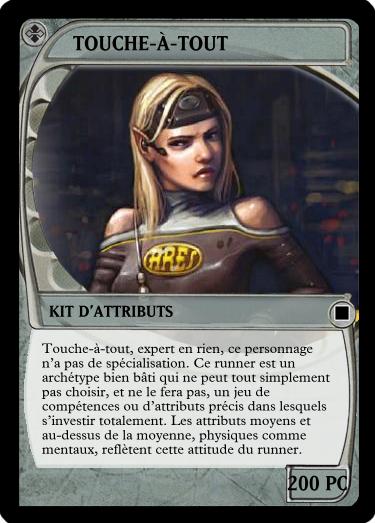 TOUCHE-À-TOUT
ARES
KIT D'ATTRIBUTS
Touche-à-tout, expert en rien, ce personnage
n'a pas de spécialisation. Ce runner est un
archétype bien bâti qui ne peut tout simplement
pas choisir, et ne le fera pas, un jeu de
compétences ou d'attributs précis dans lesquels
s'investir totalement. Les attributs moyens et
au-dessus de la moyenne, physiques comme
mentaux, reflètent cette attitude du runner.
200 PC